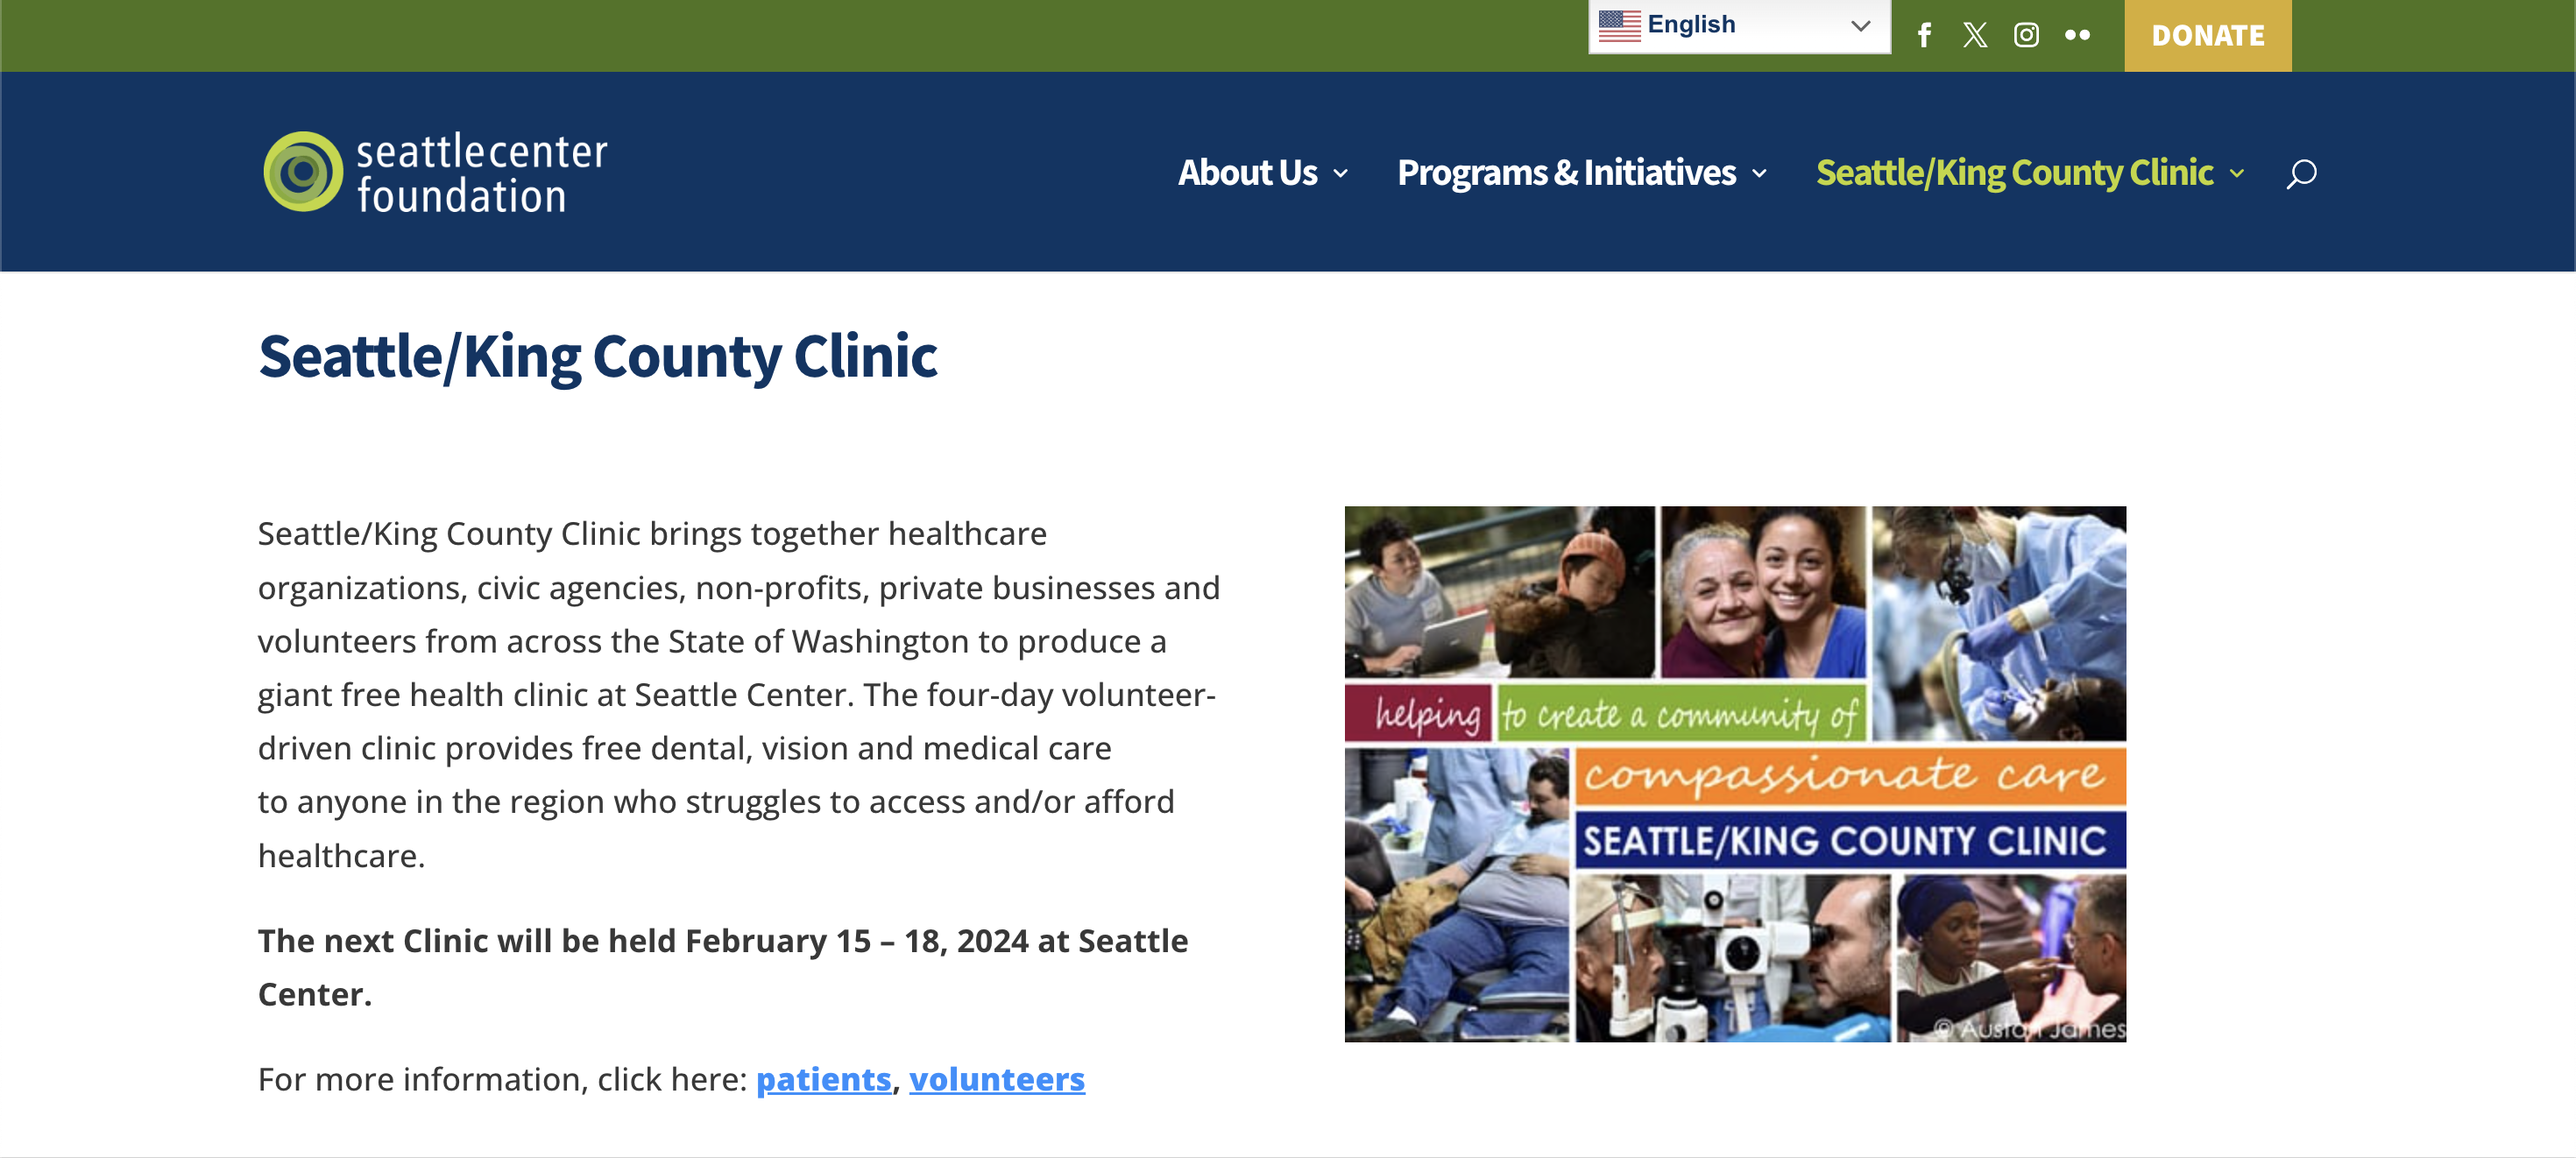 English
DONATE
seattlecenter
foundation
About Us
Programs & Initiatives
Seattle/King County Clinic
Seattle/King County Clinic
Seattle/King County Clinic brings together healthcare
organizations, civic agencies, non-profits, private businesses and
volunteers from across the State of Washington to produce a
giant free health clinic at Seattle Center. The four-day volunteer-
driven clinic provides free dental, vision and medical care
to anyone in the region who struggles to access and/or afford
healthcare.
The next Clinic will be held February 15 – 18, 2024 at Seattle
Center.
For more information, click here: patients, volunteers
helping
to create a community of
compassionate care
SEATTLE/KING COUNTY CLINIC
© Austin James